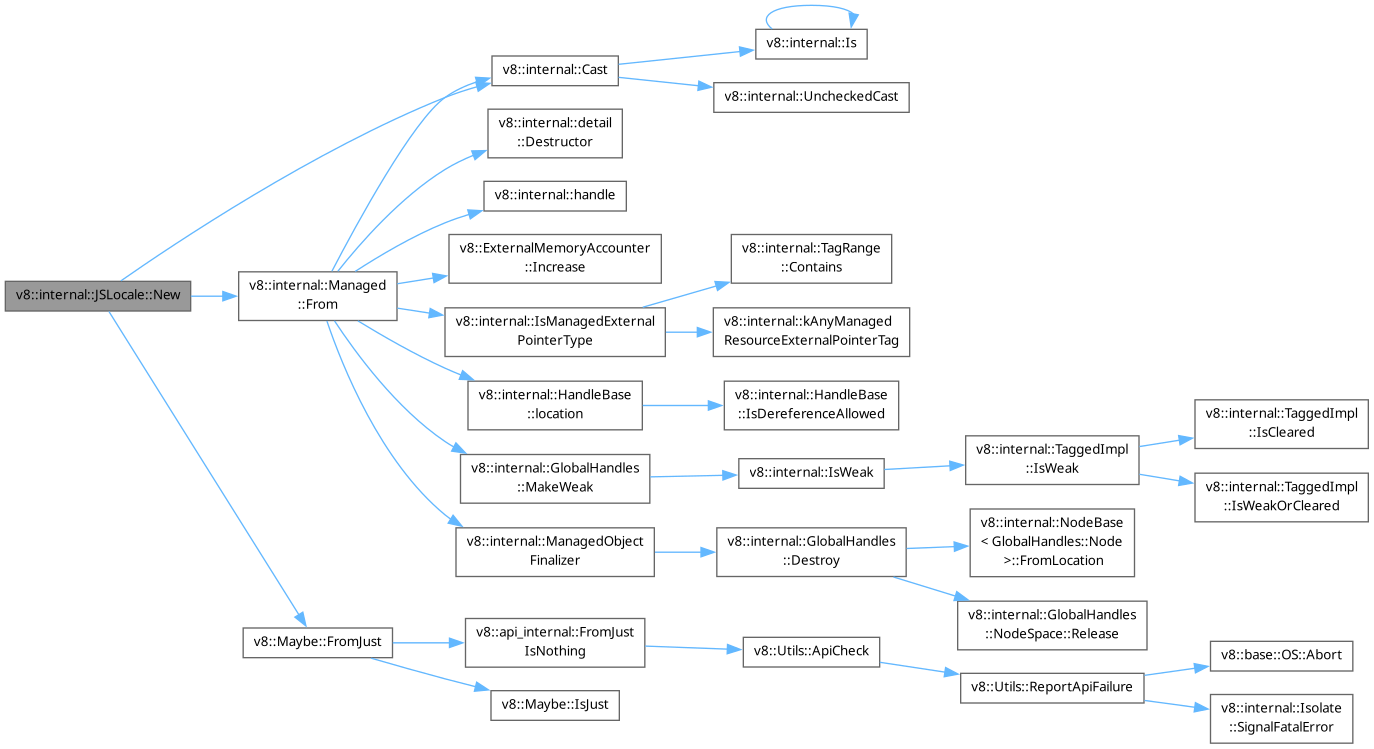 v8::internal::JSLocale::New
v8::internal::Cast
v8::internal::Is
v8::internal::UncheckedCast
v8::internal::Managed
::From
v8::internal::detail
::Destructor
v8::internal::handle
v8::ExternalMemoryAccounter
::Increase
v8::internal::IsManagedExternal
PointerType
v8::internal::TagRange
::Contains
v8::internal::kAnyManaged
ResourceExternalPointerTag
v8::internal::HandleBase
::location
v8::internal::HandleBase
::IsDereferenceAllowed
v8::internal::GlobalHandles
::MakeWeak
v8::internal::IsWeak
v8::internal::TaggedImpl
::IsWeak
v8::internal::TaggedImpl
::IsCleared
v8::internal::TaggedImpl
::IsWeakOrCleared
v8::internal::ManagedObject
Finalizer
v8::internal::GlobalHandles
::Destroy
v8::internal::NodeBase
< GlobalHandles::Node
>::FromLocation
v8::internal::GlobalHandles
::NodeSpace::Release
v8::Maybe::FromJust
v8::api_internal::FromJust
IsNothing
v8::Utils::ApiCheck
v8::Utils::ReportApiFailure
v8::base::OS::Abort
v8::internal::Isolate
::SignalFatalError
v8::Maybe::IsJust